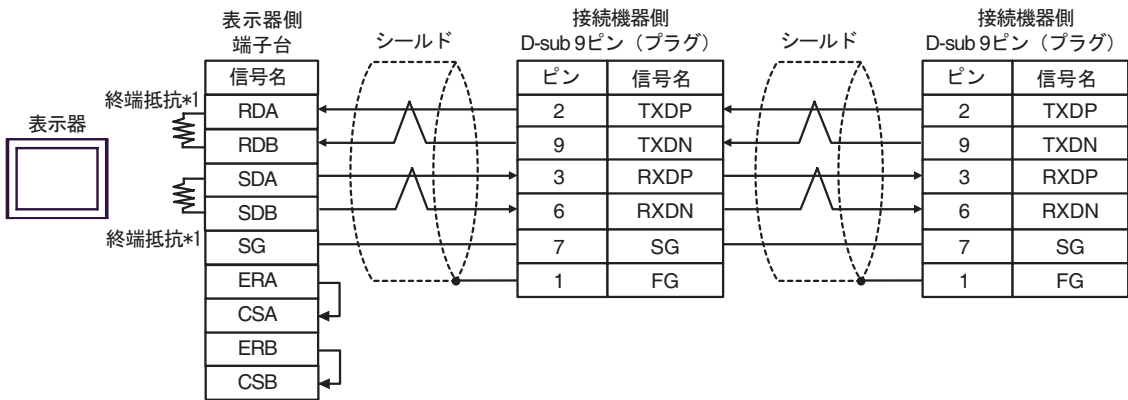 表示器側
端子台
シールド
接続機器側
D-sub 9ピン（プラグ）
シールド
接続機器側
D-sub 9ピン（プラグ）
信号名
ピン 信号名
ピン 信号名
終端抵抗*1
表示器
RDA 2 TXDP 2 TXDP
RDB 9 TXDN 9 TXDN
SDA 3 RXDP 3 RXDP
SDB 6 RXDN 6 RXDN
終端抵抗*1
SG 7 SG 7 SG
ERA 1 FG 1 FG
CSA
ERB
CSB